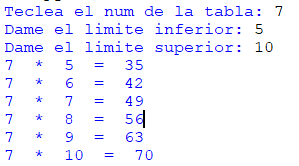 Teclea el num de la tabla: 7
Dame el limite inferior: 5
Dame el limite superior: 10
7  *  5  =  35
7  *  6  =  42
7  *  7  =  49
7  *  8  =  56
7  *  9  =  63
7  *  10  =  70